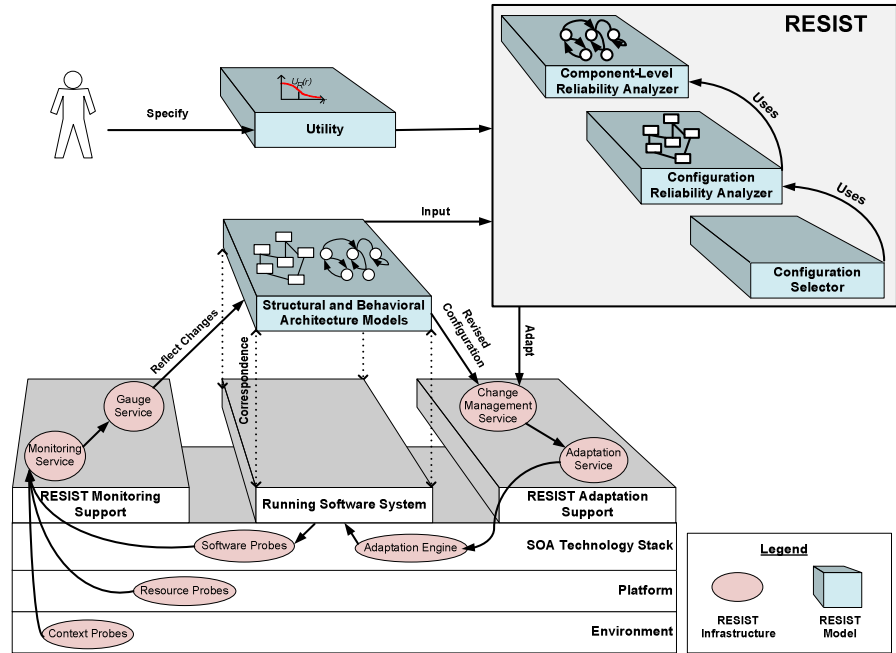 RESIST
U_D(r)
r
Specify
Utility
Component-Level
Reliability Analyzer
Uses
Configuration
Reliability Analyzer
Uses
Configuration
Selector
Input
Structural and Behavioral
Architecture Models
Reflect Changes
Correspondence
Revised
Configuration
Adapt
Gauge
Service
Monitoring
Service
Change
Management
Service
Adaptation
Service
RESIST Monitoring
Support
Running Software System
RESIST Adaptation
Support
Software Probes
Adaptation Engine
SOA Technology Stack
Resource Probes
Platform
Context Probes
Environment
Legend
RESIST
Infrastructure
RESIST
Model